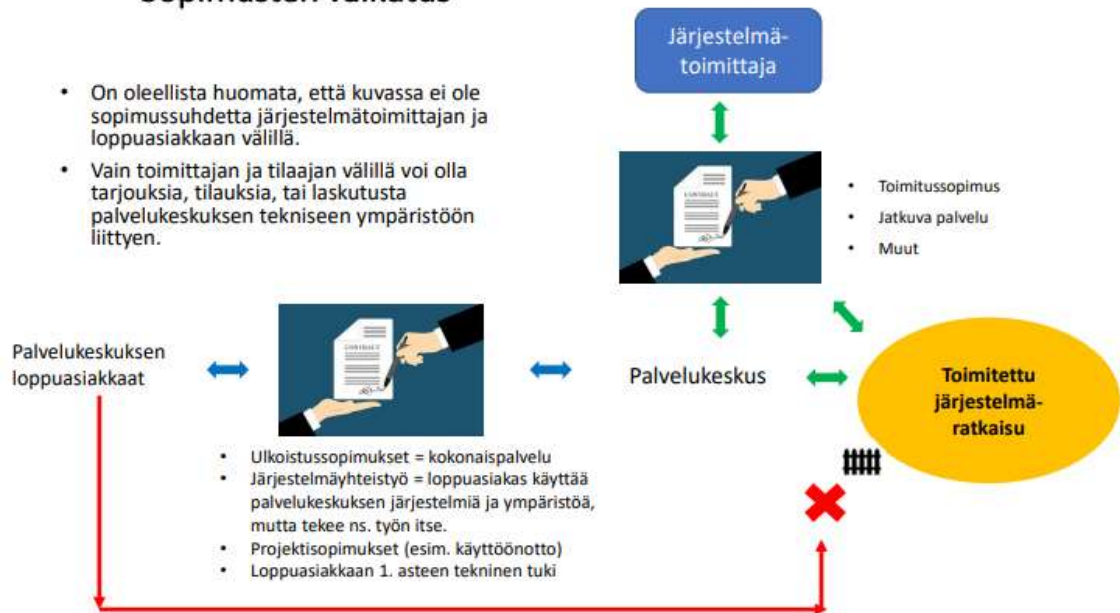 Sopimusten vaikutus
• On oleellista huomata, että kuvassa ei ole
sopimussuhdetta järjestelmätoimittajan ja
loppuasiakkaan välillä.
• Vain toimittajan ja tilaajan välillä voi olla
tarjouksia, tilauksia, tai laskutusta
palvelukeskuksen tekniseen ympäristöön
liittyen.
Järjestelmä-
toimittaja
CONTRACT
• Toimitussopimus
• Jatkuva palvelu
• Muut
Palvelukeskuksen
loppuasiakkaat
CONTRACT
Palvelukeskus
Toimitettu
järjestelmä-
ratkaisu
• Ulkoistussopimukset = kokonaispalvelu
• Järjestelmäyhteistyö = loppuasiakas käyttää
palvelukeskuksen järjestelmiä ja ympäristöä,
mutta tekee ns. työn itse.
• Projektisopimukset (esim. käyttöönotto)
• Loppuasiakkaan 1. asteen tekninen tuki